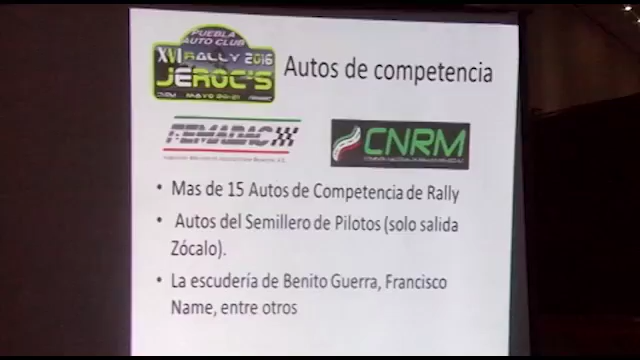 PUEBLA
AUTO CLUB
XVI RALLY 2016
JEROC'S
Autos de competencia
FEMADAC
CNRM
• Mas de 15 Autos de Competencia de Rally
• Autos del Semillero de Pilotos (solo salida
Zócalo).
• La escudería de Benito Guerra, Francisco
Name, entre otros